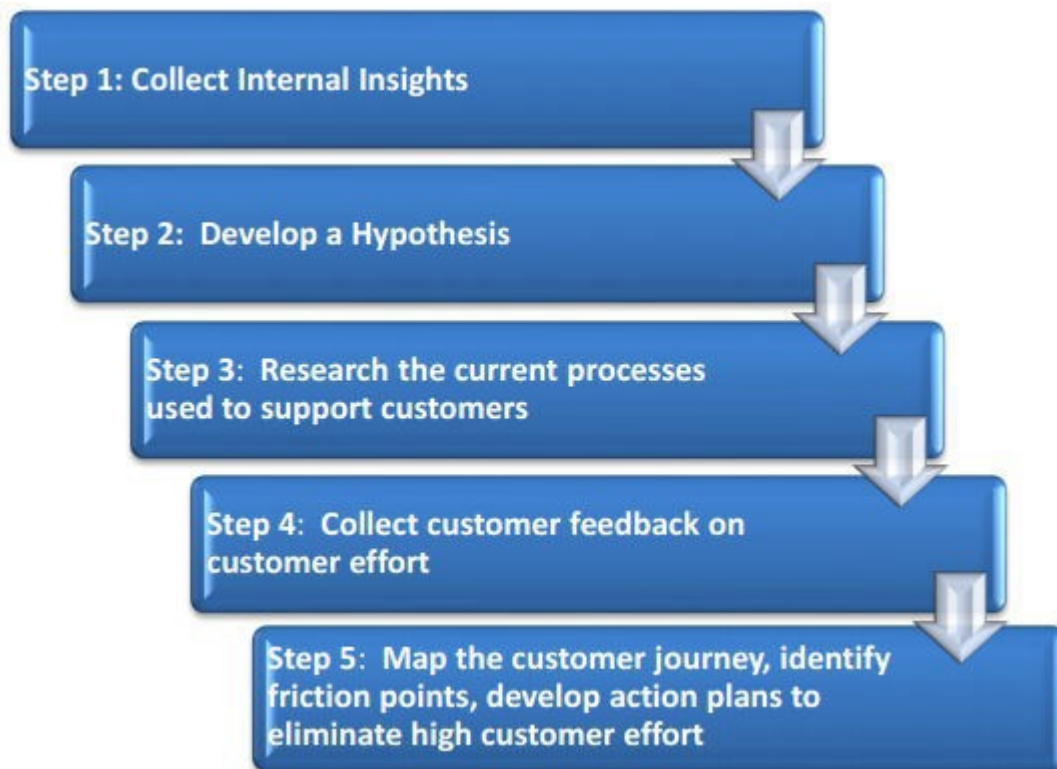 Step 1: Collect Internal Insights
Step 2:  Develop a Hypothesis
Step 3:  Research the current processes
used to support customers
Step 4:  Collect customer feedback on
customer effort
Step 5:  Map the customer journey, identify
friction points, develop action plans to
eliminate high customer effort